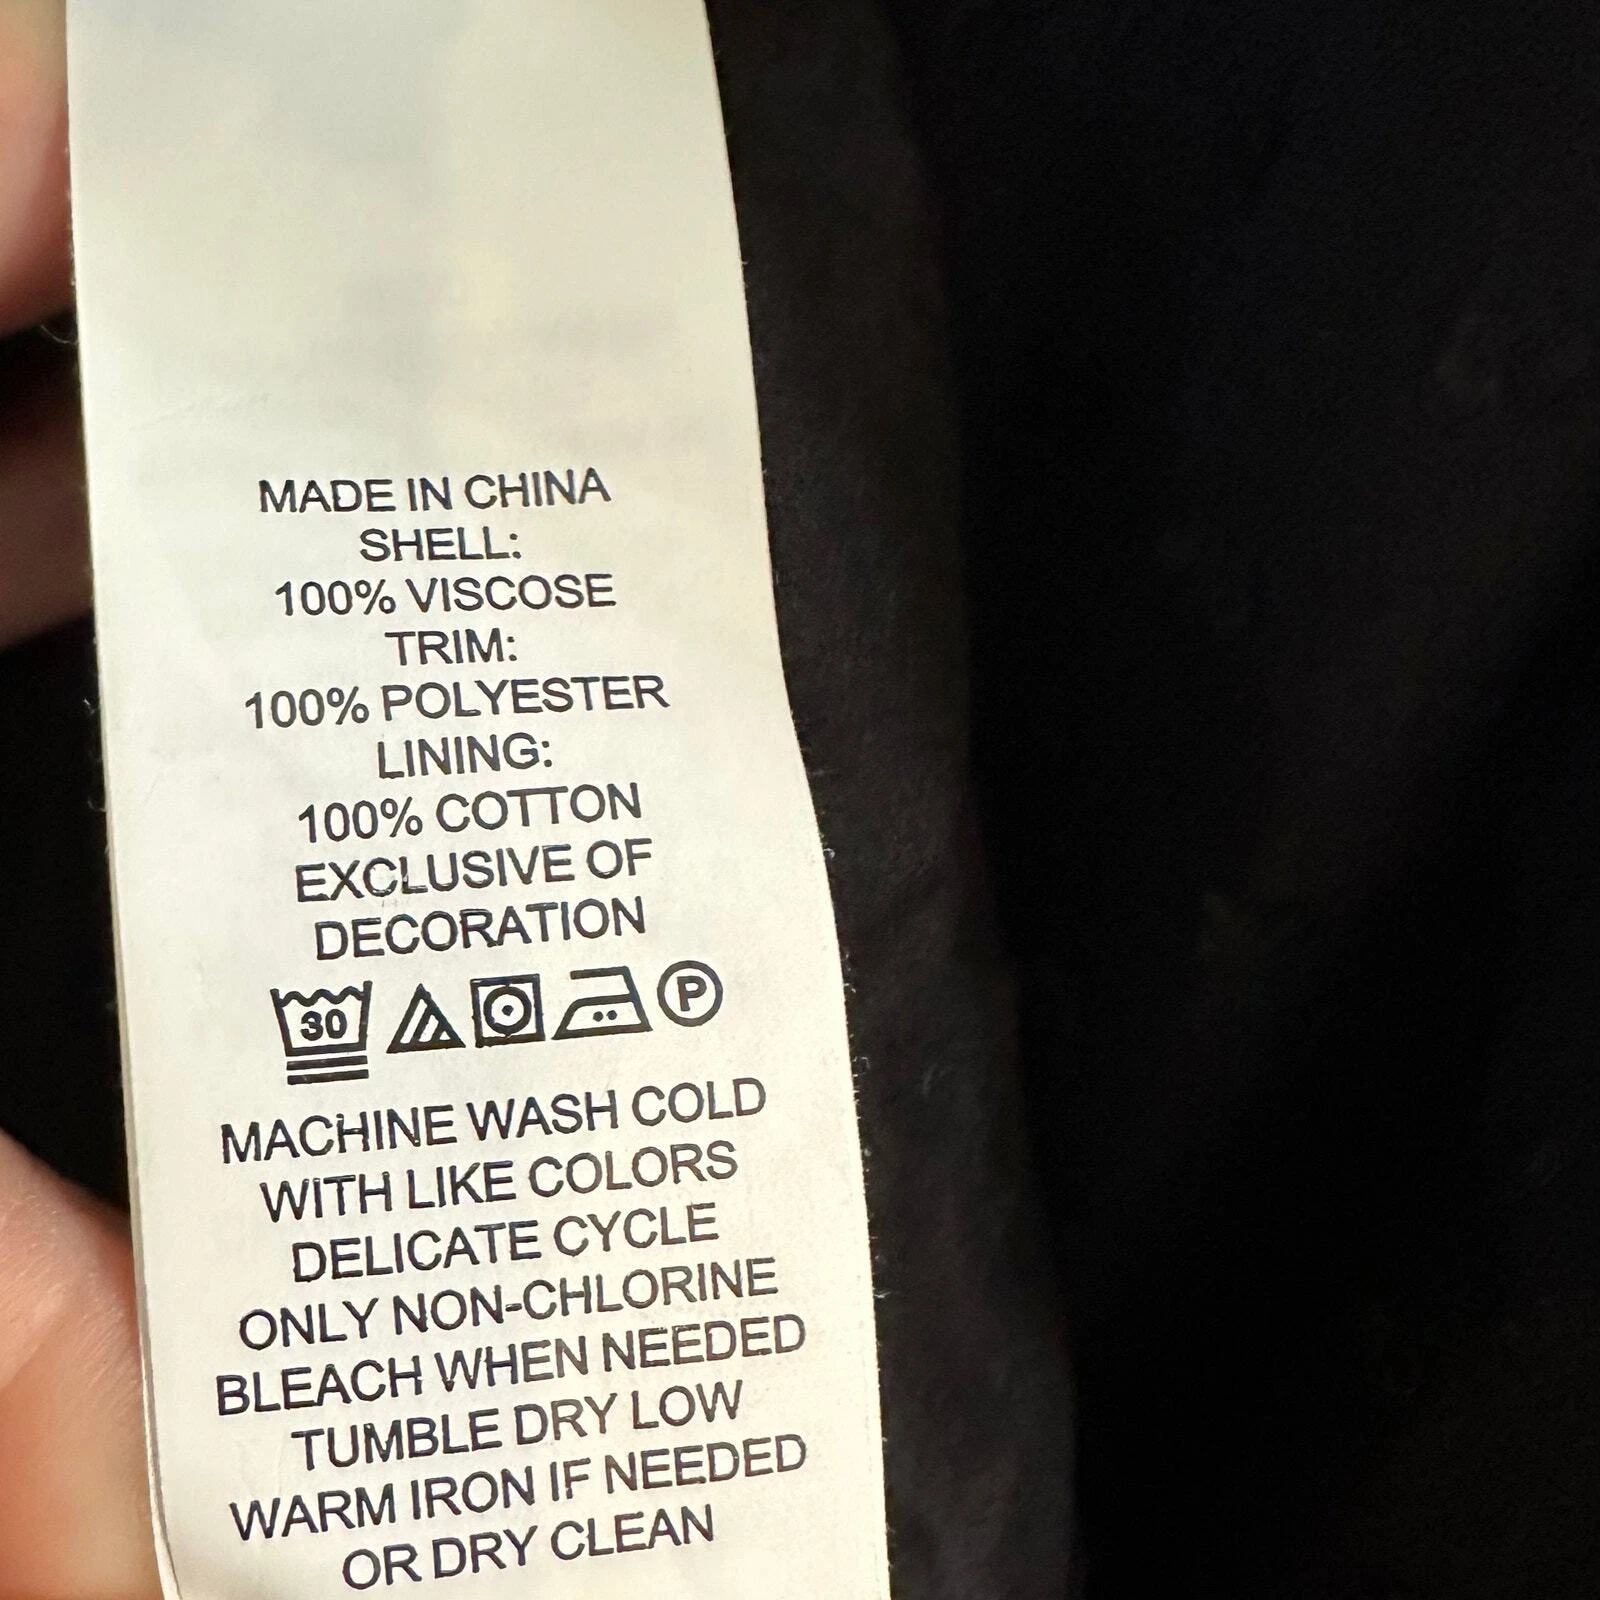 MADE IN CHINA
SHELL:
100% VISCOSE
TRIM:
100% POLYESTER
LINING:
100% COTTON
EXCLUSIVE OF
DECORATION
30 P
MACHINE WASH COLD
WITH LIKE COLORS
DELICATE CYCLE
ONLY NON-CHLORINE
BLEACH WHEN NEEDED
TUMBLE DRY LOW
WARM IRON IF NEEDED
OR DRY CLEAN